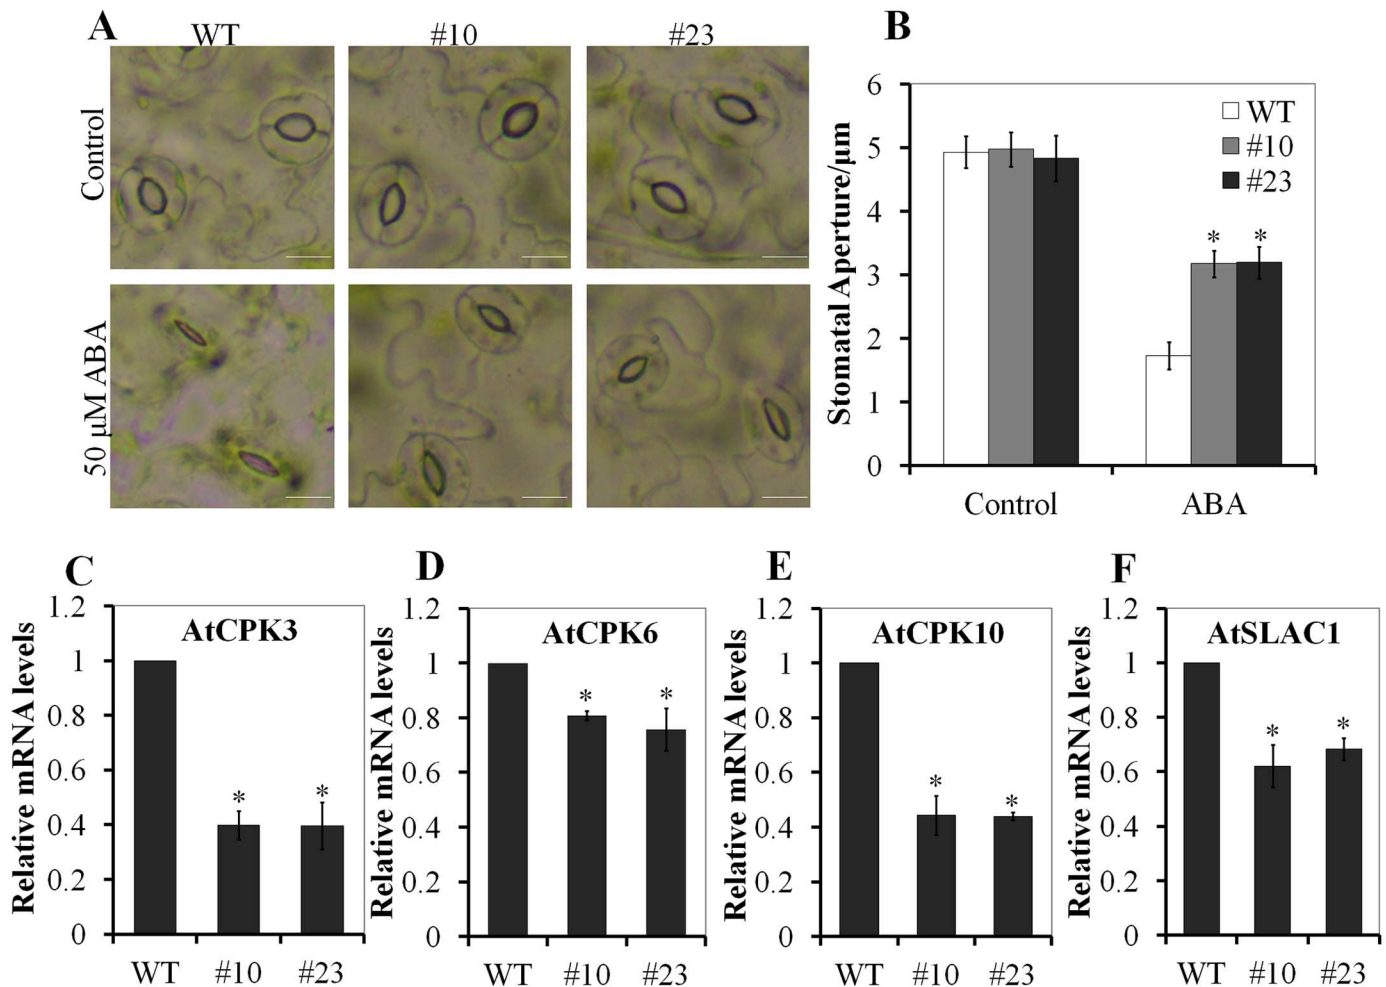 A
WT
#10
#23
Control
50 μM ABA
B
Stomatal Aperture/μm
6
5
4
3
2
1
0
WT
#10
#23
* *
Control ABA
C
Relative mRNA levels
1.2
1
0.8
0.6
0.4
0.2
0
AtCPK3
* *
WT #10 #23
D
Relative mRNA levels
1.2
1
0.8
0.6
0.4
0.2
0
AtCPK6
* *
WT #10 #23
E
Relative mRNA levels
1.2
1
0.8
0.6
0.4
0.2
0
AtCPK10
* *
WT #10 #23
F
Relative mRNA levels
1.2
1
0.8
0.6
0.4
0.2
0
AtSLAC1
* *
WT #10 #23